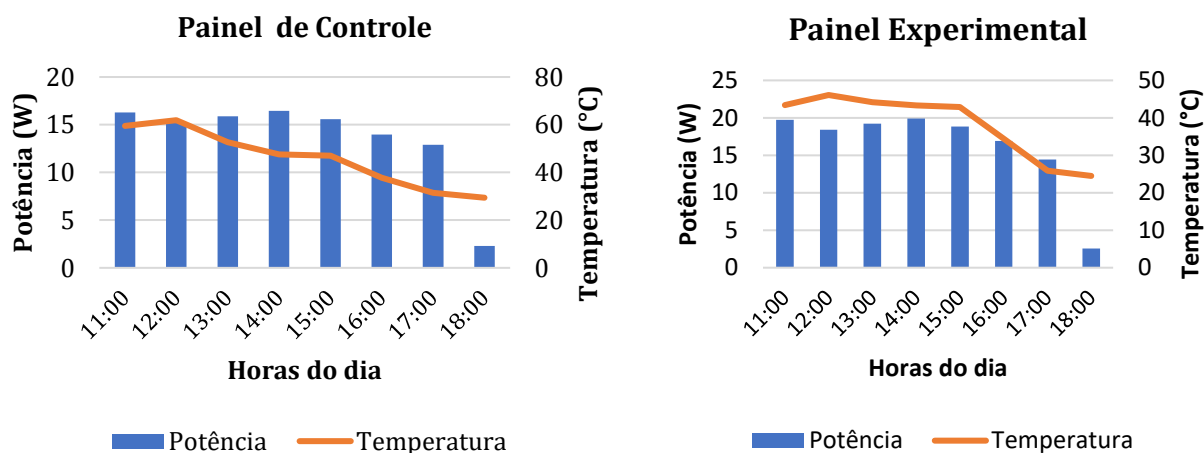 Painel de Controle
Potência (W)
20
15
10
5
0
80
60
40
20
0
Temperatura (°C)
11:00 12:00 13:00 14:00 15:00 16:00 17:00 18:00
Horas do dia
Potência Temperatura
Painel Experimental
Potência (W)
25
20
15
10
5
0
50
40
30
20
10
0
Temperatura (°C)
11:00 12:00 13:00 14:00 15:00 16:00 17:00 18:00
Horas do dia
Potência Temperatura